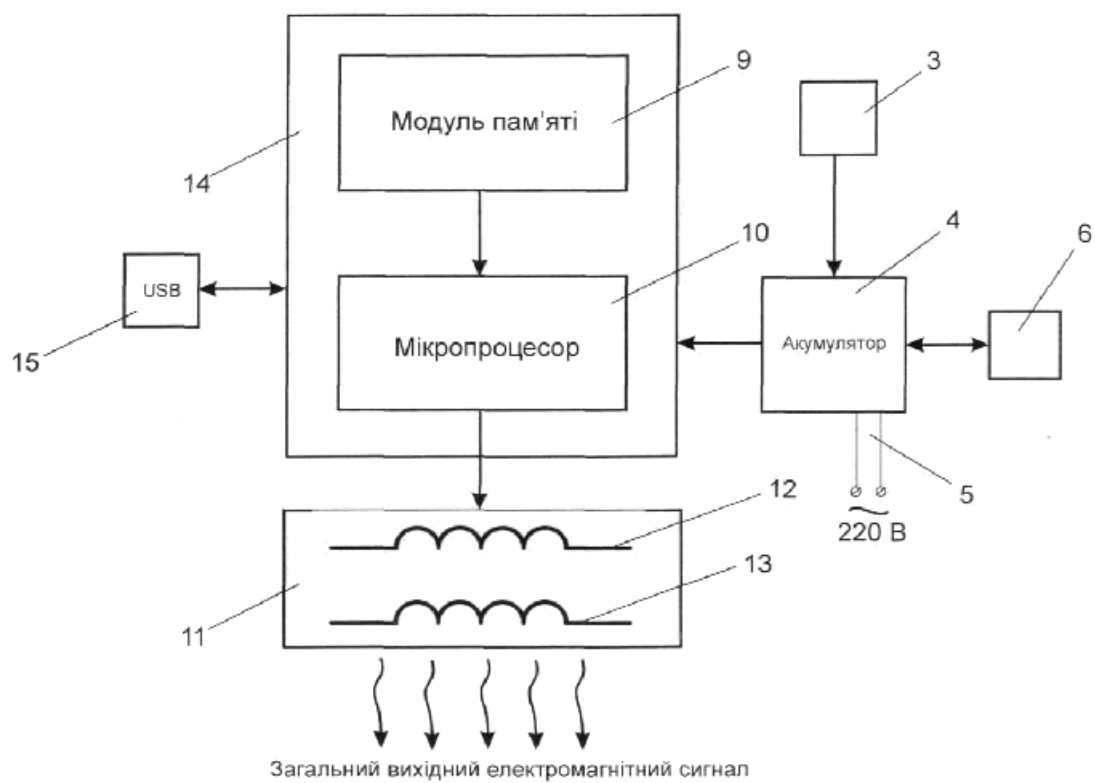 9
3
Модуль пам'яті
14
10
4
6
USB
15
Мікропроцесор
Акумулятор
12
5
220 В
13
11
Загальний вихідний електромагнітний сигнал